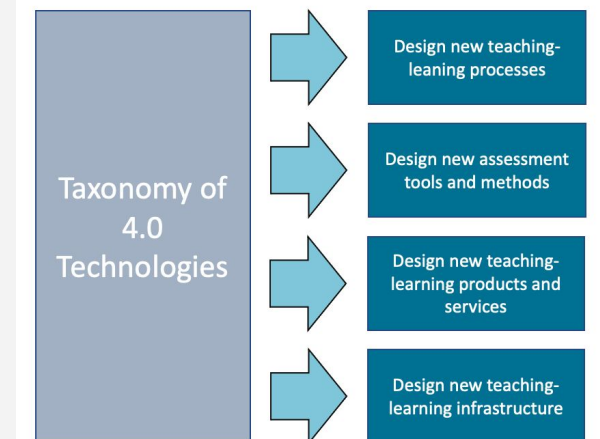 Taxonomy of
4.0
Technologies
Design new teaching-
leaning processes
Design new assessment
tools and methods
Design new teaching-
learning products and
services
Design new teaching-
learning infrastructure